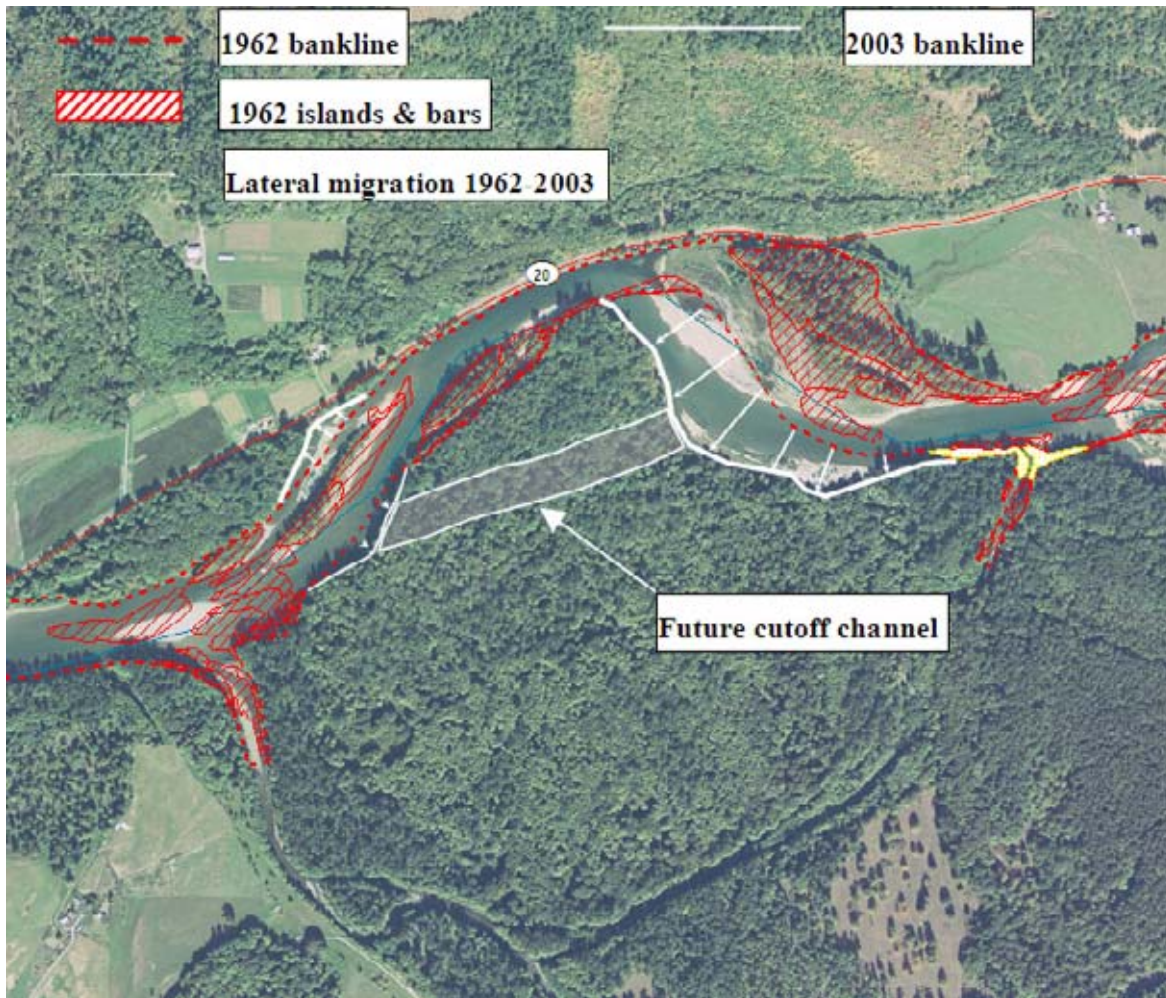 1962 bankline
2003 bankline
1962 islands & bars
Lateral migration 1962-2003
20
Future cutoff channel